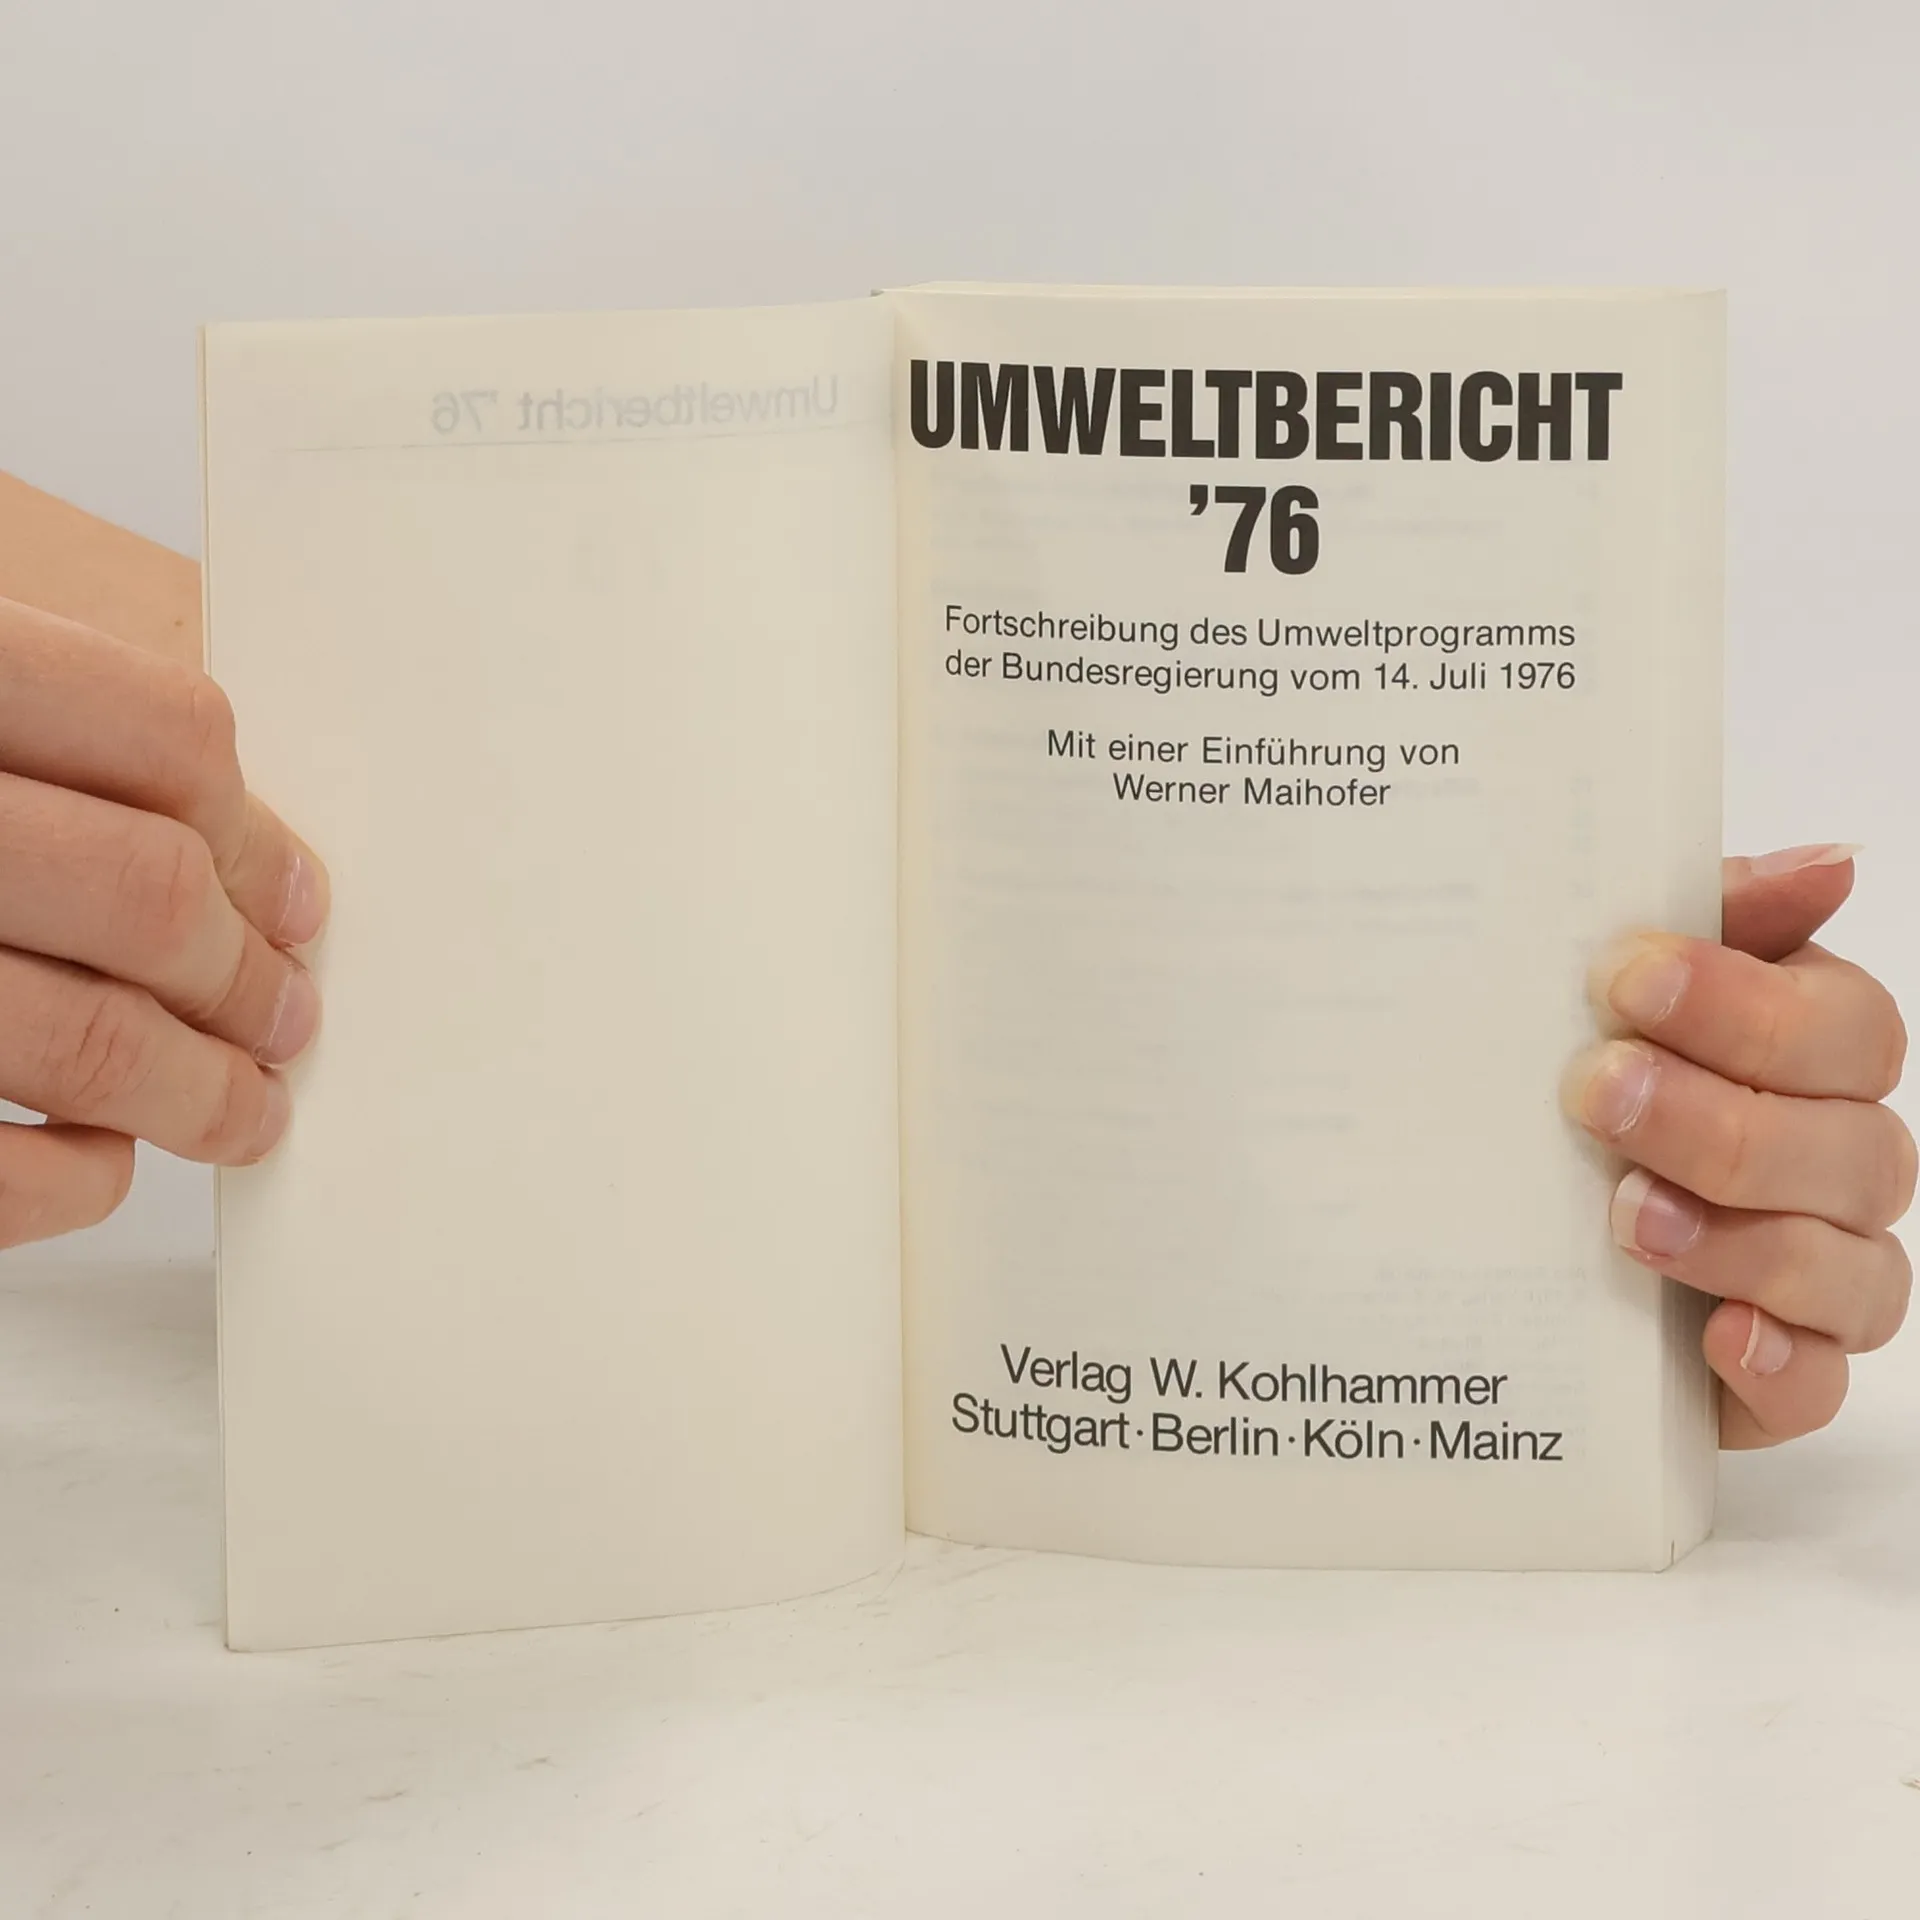 Umweltbericht '76
UMWELTBERICHT
’76
Fortschreibung des Umweltprogramms
der Bundesregierung vom 14. Juli 1976
Mit einer Einführung von
Werner Maihofer
Verlag W. Kohlhammer
Stuttgart·Berlin·Köln·Mainz